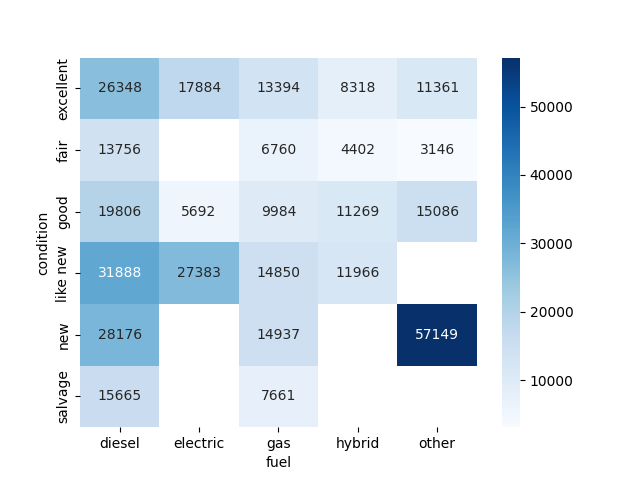 excellent 26348 17884 13394 8318 11361
50000
fair 13756 6760 4402 3146
40000
good 19806 5692 9984 11269 15086
condition
30000
like new 31888 27383 14850 11966
20000
new 28176 14937 57149
10000
salvage 15665 7661
diesel electric gas hybrid other
fuel